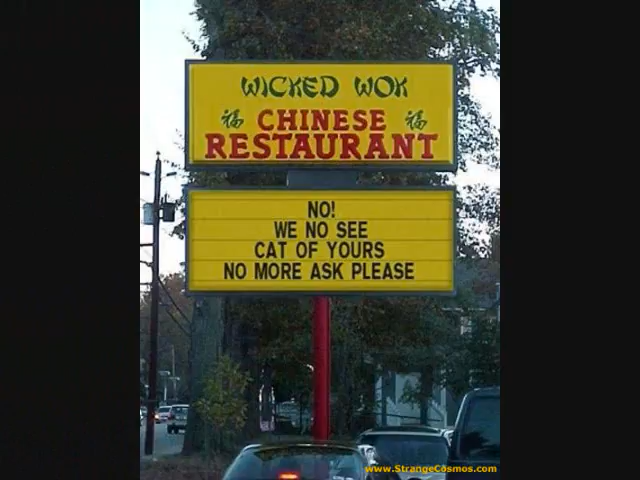 WICKED WOK
福 CHINESE 福
RESTAURANT
NO!
WE NO SEE
CAT OF YOURS
NO MORE ASK PLEASE
www.StrangeCosmos.com